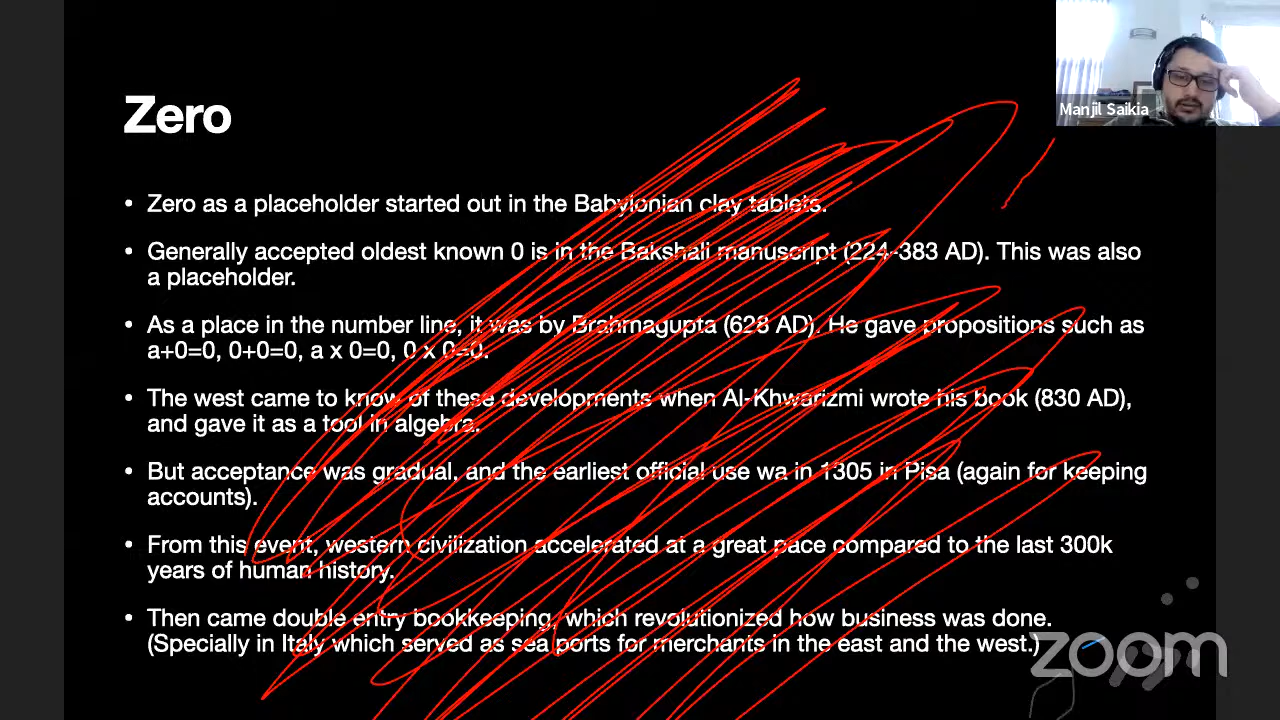 Manjil Saikia
Zero
• Zero as a placeholder started out in the Babylonian clay tablets.
• Generally accepted oldest known 0 is in the Bakshali manuscript (224-383 AD). This was also
a placeholder.
• As a place in the number line, it was by Brahmagupta (628 AD). He gave propositions such as
a+0=0, 0+0=0, a x 0=0, 0 x 0=0.
• The west came to know of these developments when Al-Khwarizmi wrote his book (830 AD),
and gave it as a tool in algebra.
• But acceptance was gradual, and the earliest official use wa in 1305 in Pisa (again for keeping
accounts).
• From this event, western civilization accelerated at a great pace compared to the last 300k
years of human history.
• Then came double entry bookkeeping, which revolutionized how business was done.
(Specially in Italy which served as sea ports for merchants in the east and the west.)
zoom